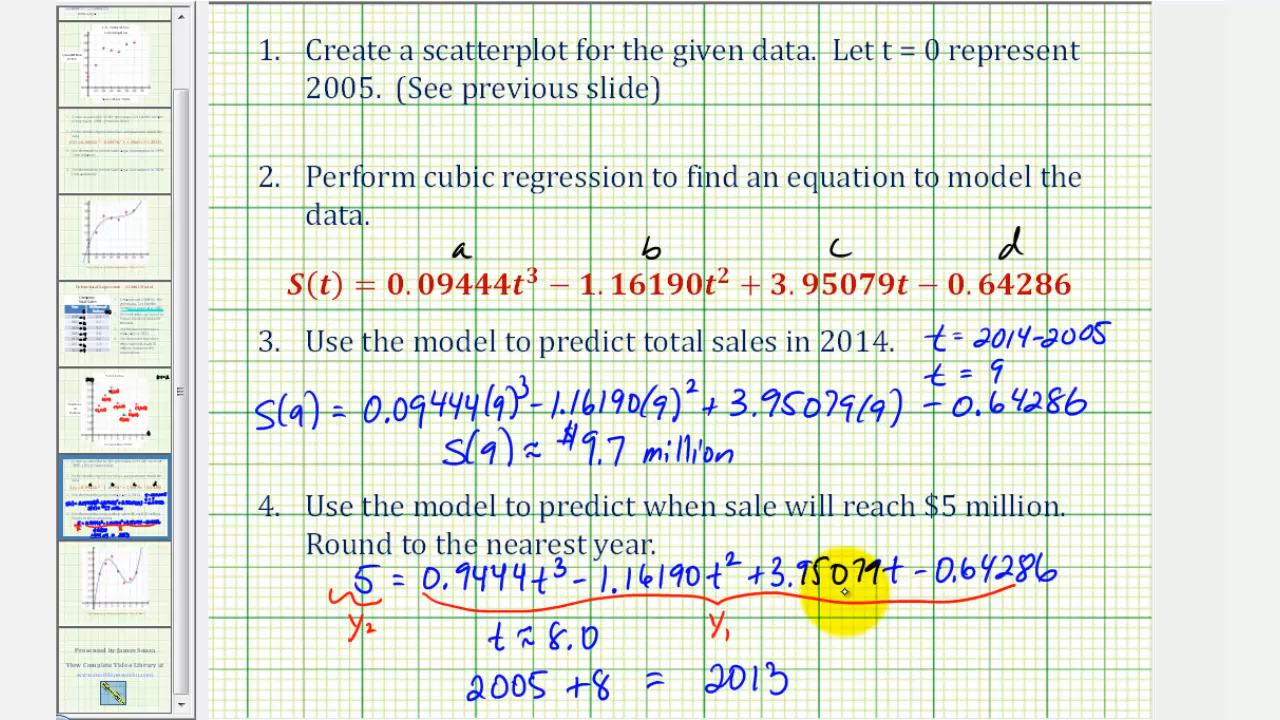 1. Create a scatterplot for the given data. Let t = 0 represent
2005. (See previous slide)
2. Perform cubic regression to find an equation to model the
data.
a b c d
S(t) = 0.09444t³ − 1.16190t² + 3.95079t − 0.64286
3. Use the model to predict total sales in 2014.
t = 2014-2005
t = 9
S(9) = 0.09444(9)³ - 1.16190(9)² + 3.95079(9) - 0.64286
S(9) ≈ $9.7 million
4. Use the model to predict when sale will reach $5 million.
Round to the nearest year.
5 = 0.9444t³ - 1.16190t² + 3.95079t - 0.64286
y₂ y₁
t ≈ 8.0
2005 + 8 = 2013
Presented by James Sousa
View Complete Video Library at